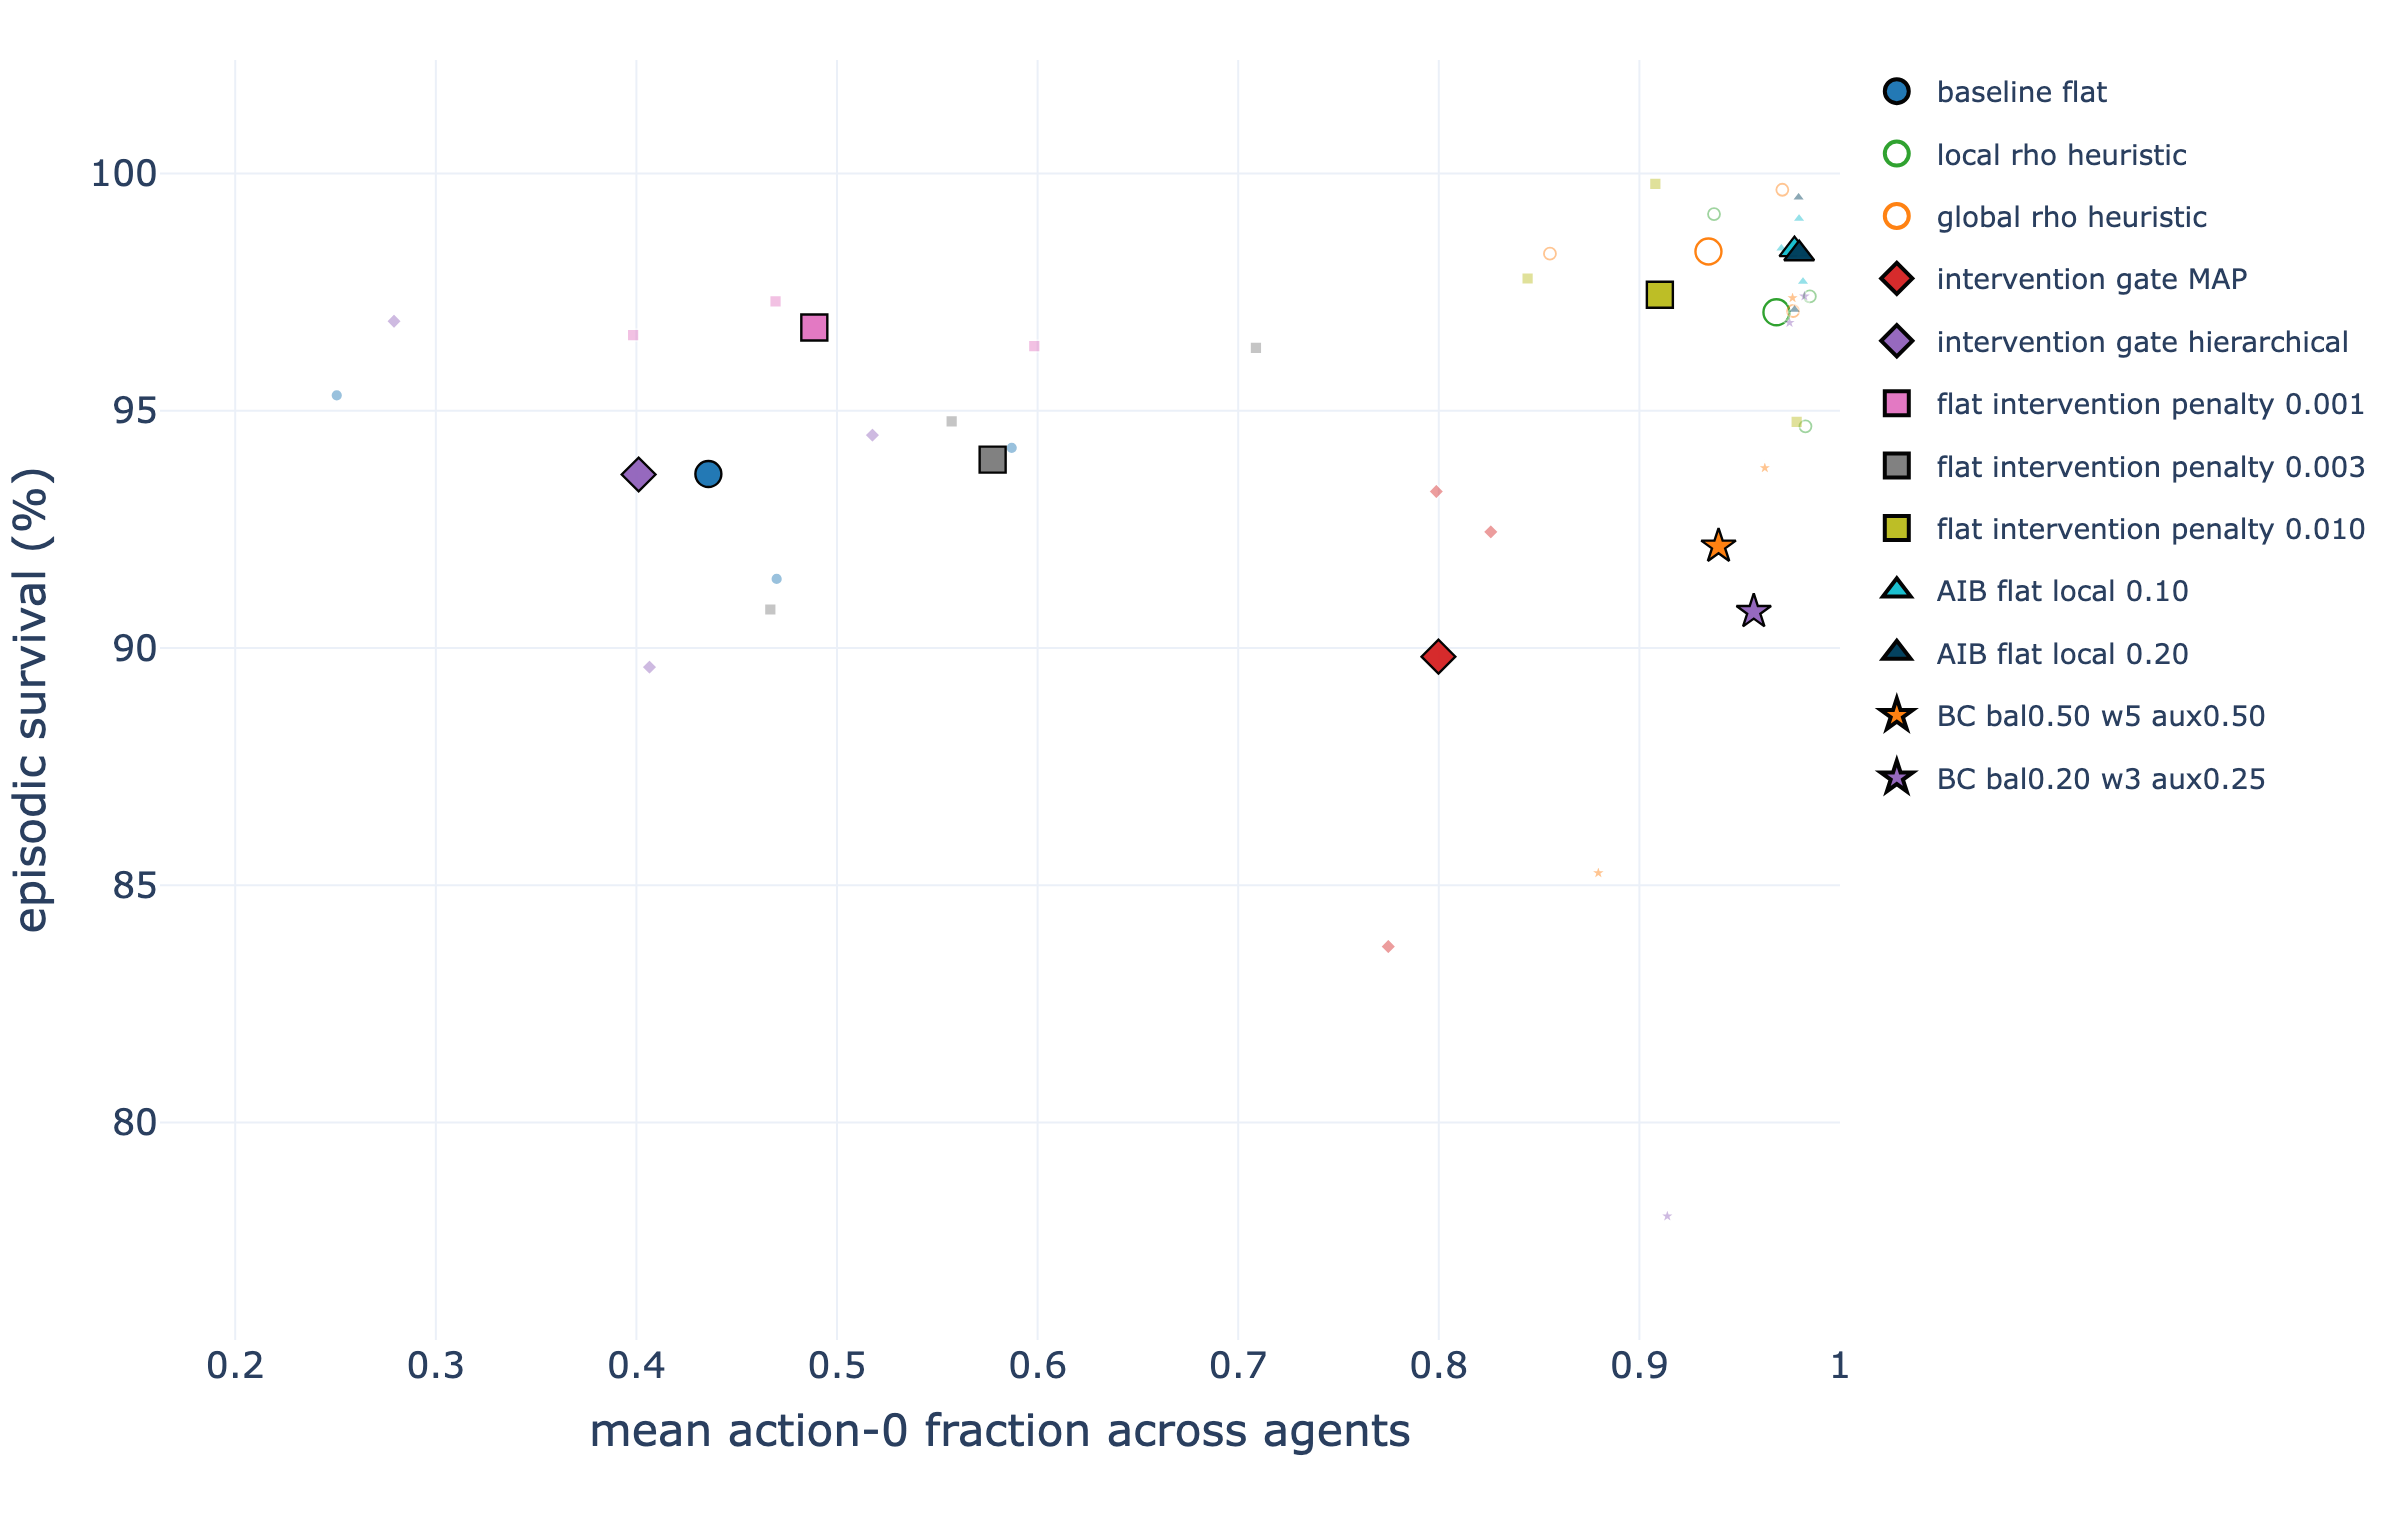 episodic survival (%)
100
95
90
85
80
0.2
0.3
0.4
0.5
0.6
0.7
0.8
0.9
1
mean action-0 fraction across agents
baseline flat
local rho heuristic
global rho heuristic
intervention gate MAP
intervention gate hierarchical
flat intervention penalty 0.001
flat intervention penalty 0.003
flat intervention penalty 0.010
AIB flat local 0.10
AIB flat local 0.20
BC bal0.50 w5 aux0.50
BC bal0.20 w3 aux0.25